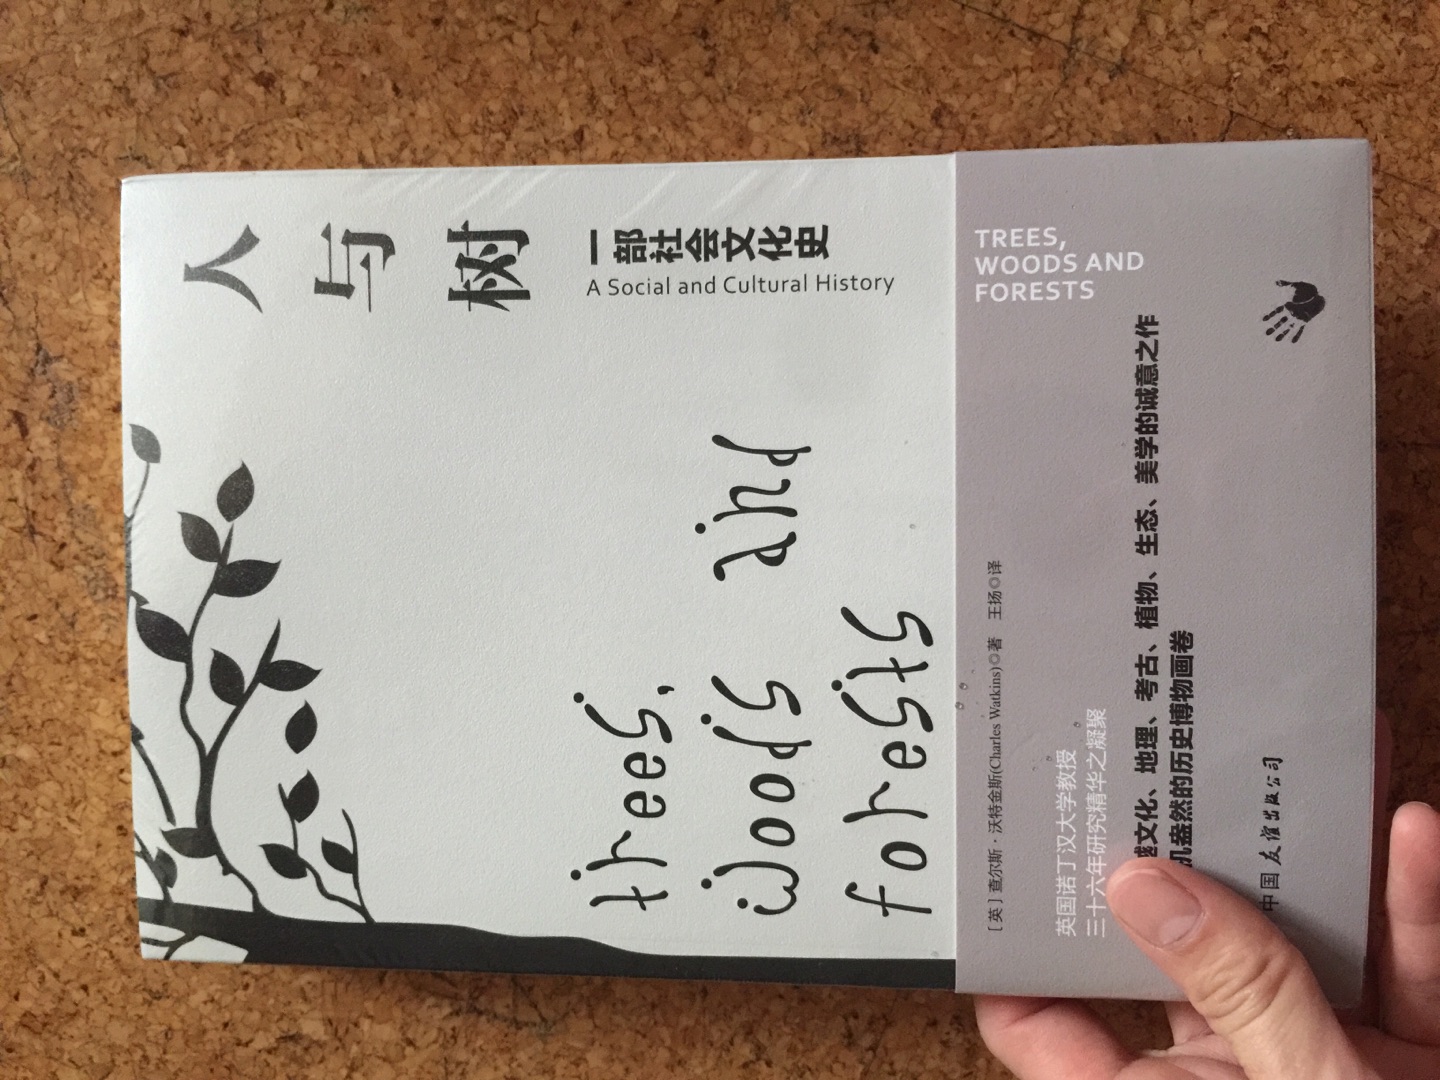 人与树
一部社会文化史
A Social and Cultural History
trees,
woods and
forests
TREES,
WOODS AND
FORESTS
[英]查尔斯·沃特金斯(Charles Watkins)◎著 王扬◎译
英国诺丁汉大学教授
三十六年研究精华之凝聚
文化、地理、考古、植物、生态、美学的诚意之作
机盎然的历史博物画卷
中国友谊出版公司